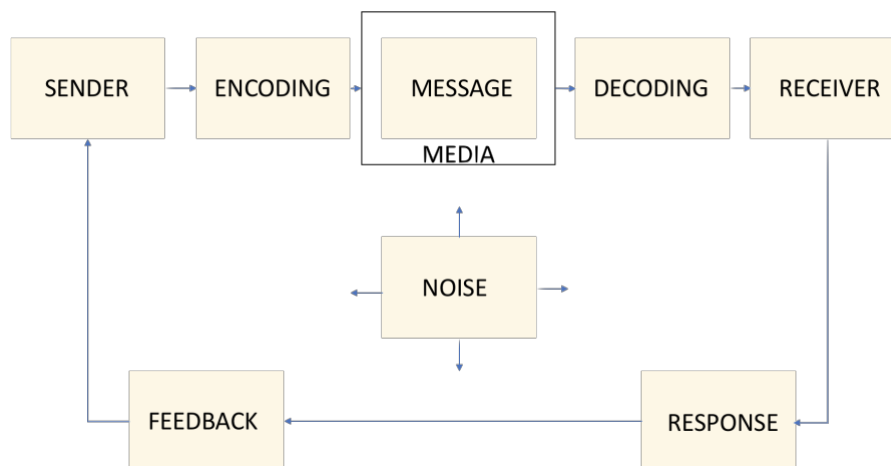 SENDER
ENCODING
MESSAGE
MEDIA
DECODING
RECEIVER
NOISE
FEEDBACK
RESPONSE